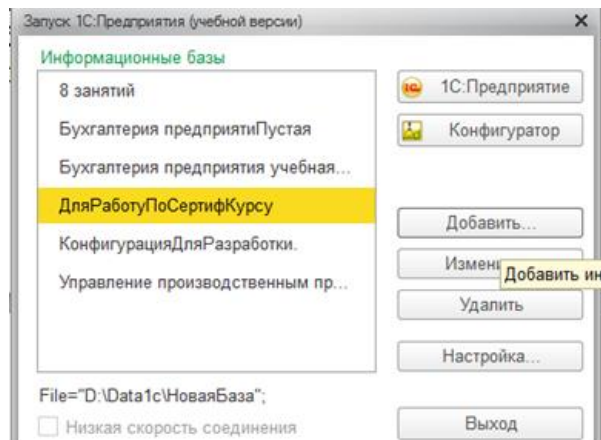 Запуск 1С:Предприятия (учебной версии)
Информационные базы
8 занятий
Бухгалтерия предприятиПустая
Бухгалтерия предприятия учебная...
ДляРаботуПоСертифКурсу
КонфигурацияДляРазработки.
Управление производственным пр...
1С:Предприятие
Конфигуратор
Добавить...
Измени
Добавить ин
Удалить
Настройка...
File="D:\Data1c\НоваяБаза";
Низкая скорость соединения
Выход